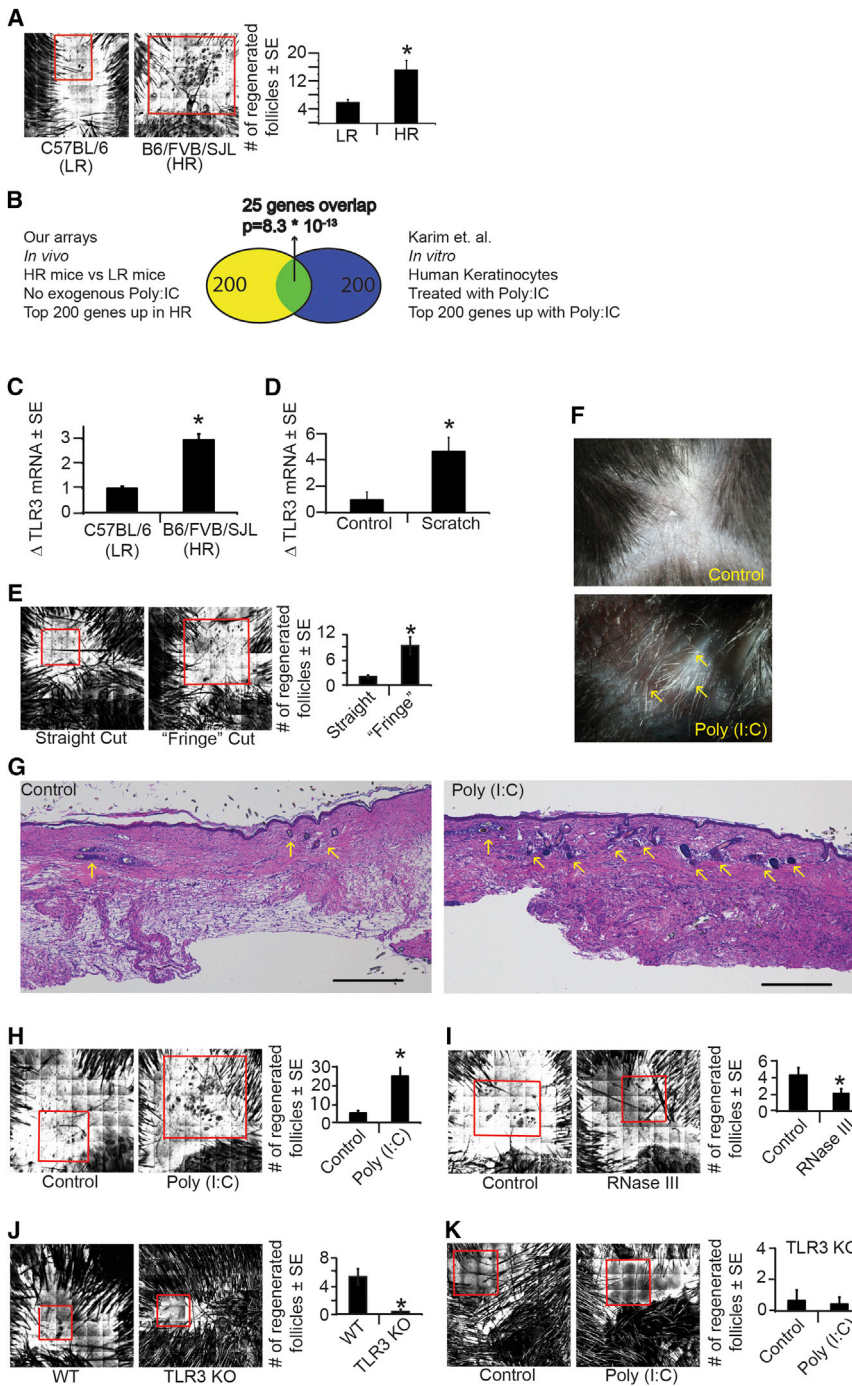 A
C57BL/6
(LR)
B6/FVB/SJL
(HR)
# of regenerated
follicles ± SE
20
12
4
*
LR
HR
B
25 genes overlap
p=8.3 * 10⁻¹³
Our arrays
In vivo
HR mice vs LR mice
No exogenous Poly:IC
Top 200 genes up in HR
200
200
Karim et. al.
In vitro
Human Keratinocytes
Treated with Poly:IC
Top 200 genes up with Poly:IC
C
Δ TLR3 mRNA ± SE
3
2
1
0
*
C57BL/6
(LR)
B6/FVB/SJL
(HR)
D
Δ TLR3 mRNA ± SE
6
4
2
0
*
Control
Scratch
E
Straight Cut
"Fringe" Cut
# of regenerated
follicles ± SE
12
6
0
*
Straight
"Fringe"
F
Control
Poly (I:C)
G
Control
Poly (I:C)
H
Control
Poly (I:C)
# of regenerated
follicles ± SE
30
20
10
0
*
Control
Poly (I:C)
I
Control
RNase III
# of regenerated
follicles ± SE
6
4
2
0
*
Control
RNase III
J
WT
TLR3 KO
# of regenerated
follicles ± SE
8
4
0
*
WT
TLR3 KO
K
Control
Poly (I:C)
# of regenerated
follicles ± SE
TLR3 KO
4
2
0
Control
Poly (I:C)